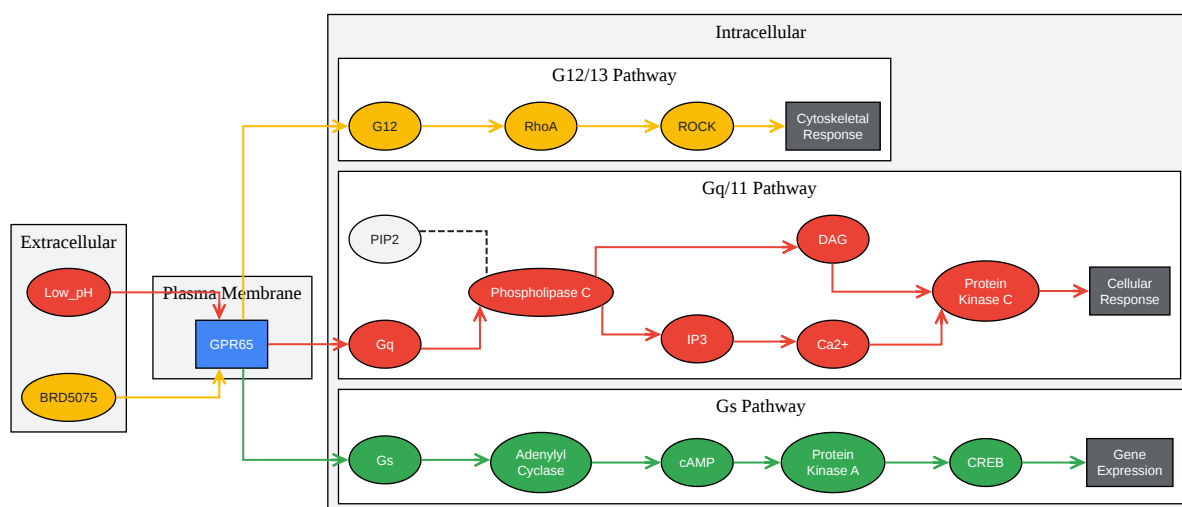 Intracellular
G12/13 Pathway
G12
RhoA
ROCK
Cytoskeletal
Response
Gq/11 Pathway
PIP2
DAG
Phospholipase C
Protein
Kinase C
Cellular
Response
Gq
IP3
Ca2+
Extracellular
Low_pH
BRD5075
Plasma Membrane
GPR65
Gs Pathway
Gs
Adenylyl
Cyclase
cAMP
Protein
Kinase A
CREB
Gene
Expression